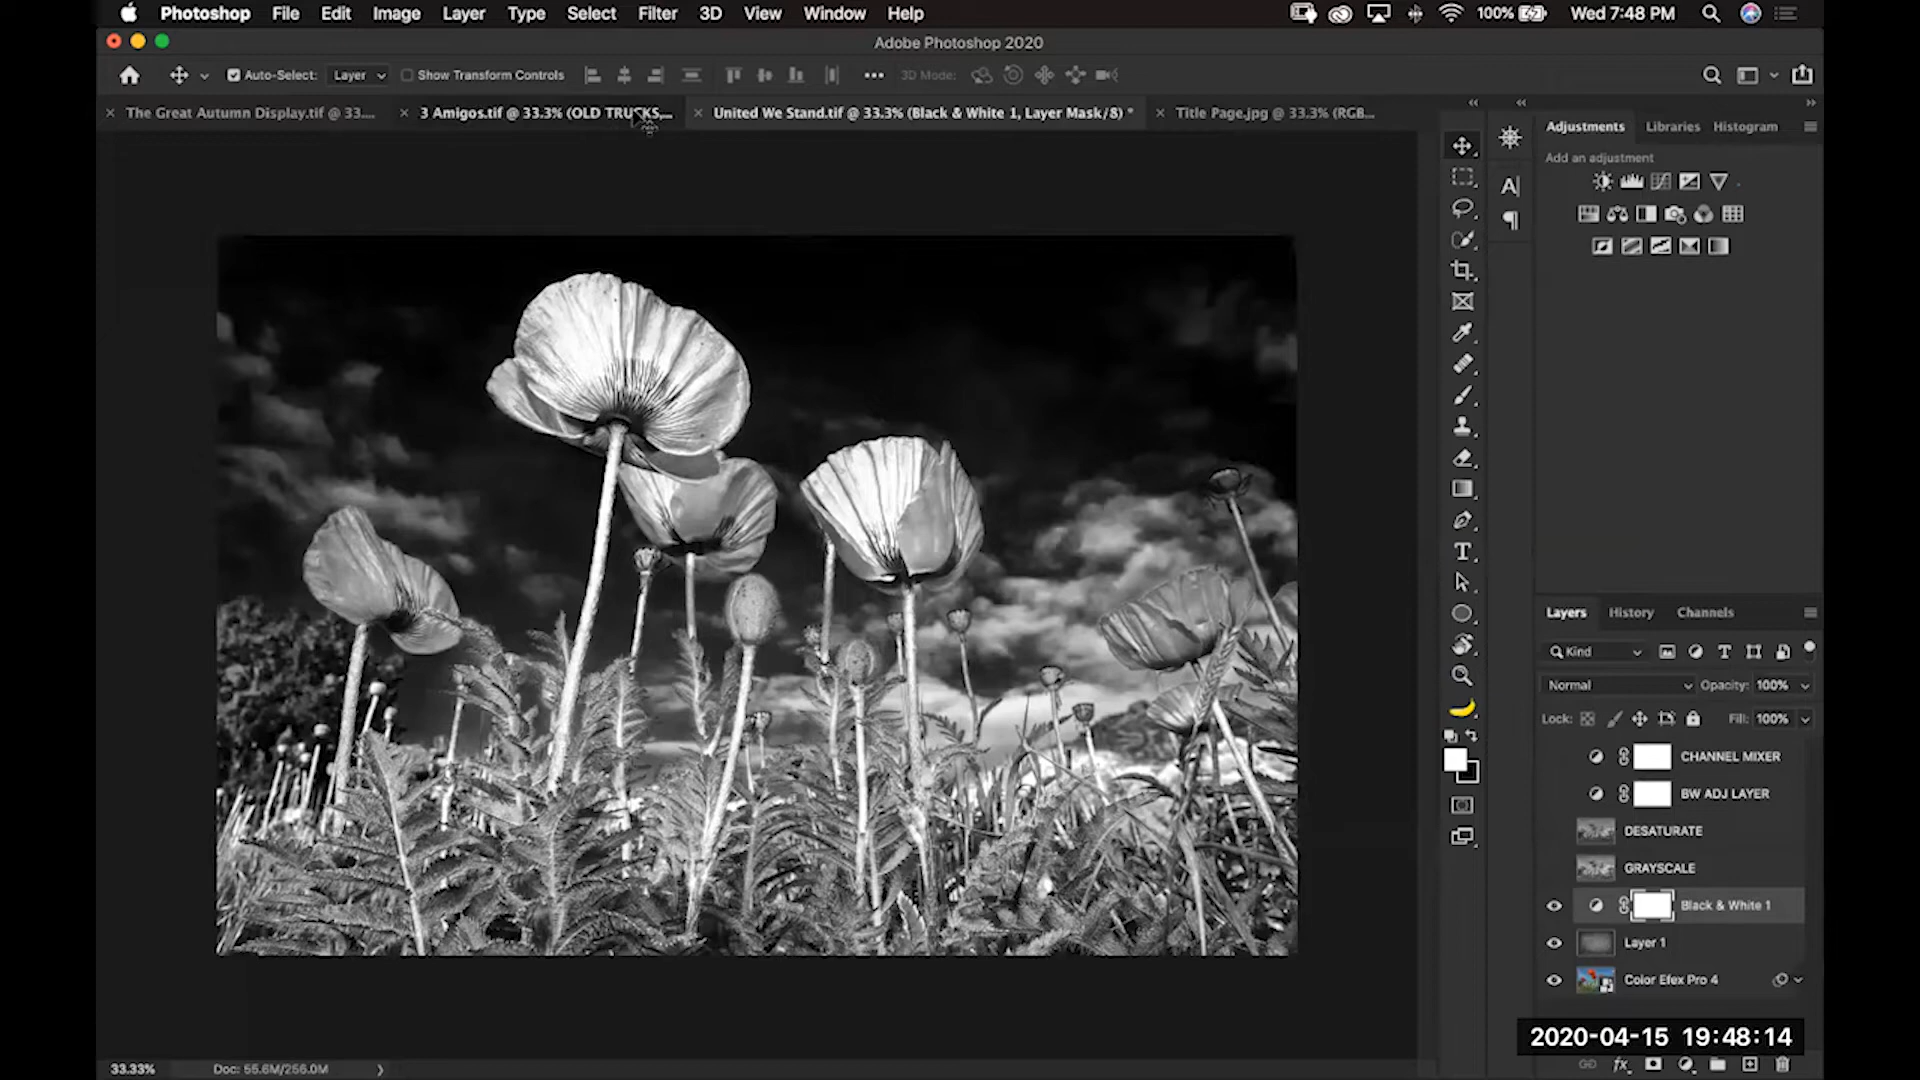 Photoshop File Edit Image Layer Type Select Filter 3D View Window Help 100% Wed 7:48 PM
Adobe Photoshop 2020
Auto-Select: Layer Show Transform Controls 3D Mode:
The Great Autumn Display.tif @ 33.... 3 Amigos.tif @ 33.3% (OLD TRUCKS,... United We Stand.tif @ 33.3% (Black & White 1, Layer Mask/8) * Title Page.jpg @ 33.3% (RGB...
Adjustments Libraries Histogram
Add an adjustment
Layers History Channels
Kind
Normal Opacity: 100%
Lock: Fill: 100%
CHANNEL MIXER
BW ADJ LAYER
DESATURATE
GRAYSCALE
Black & White 1
Layer 1
Color Efex Pro 4
2020-04-15 19:48:14
33.33% Doc: 55.6M/256.0M